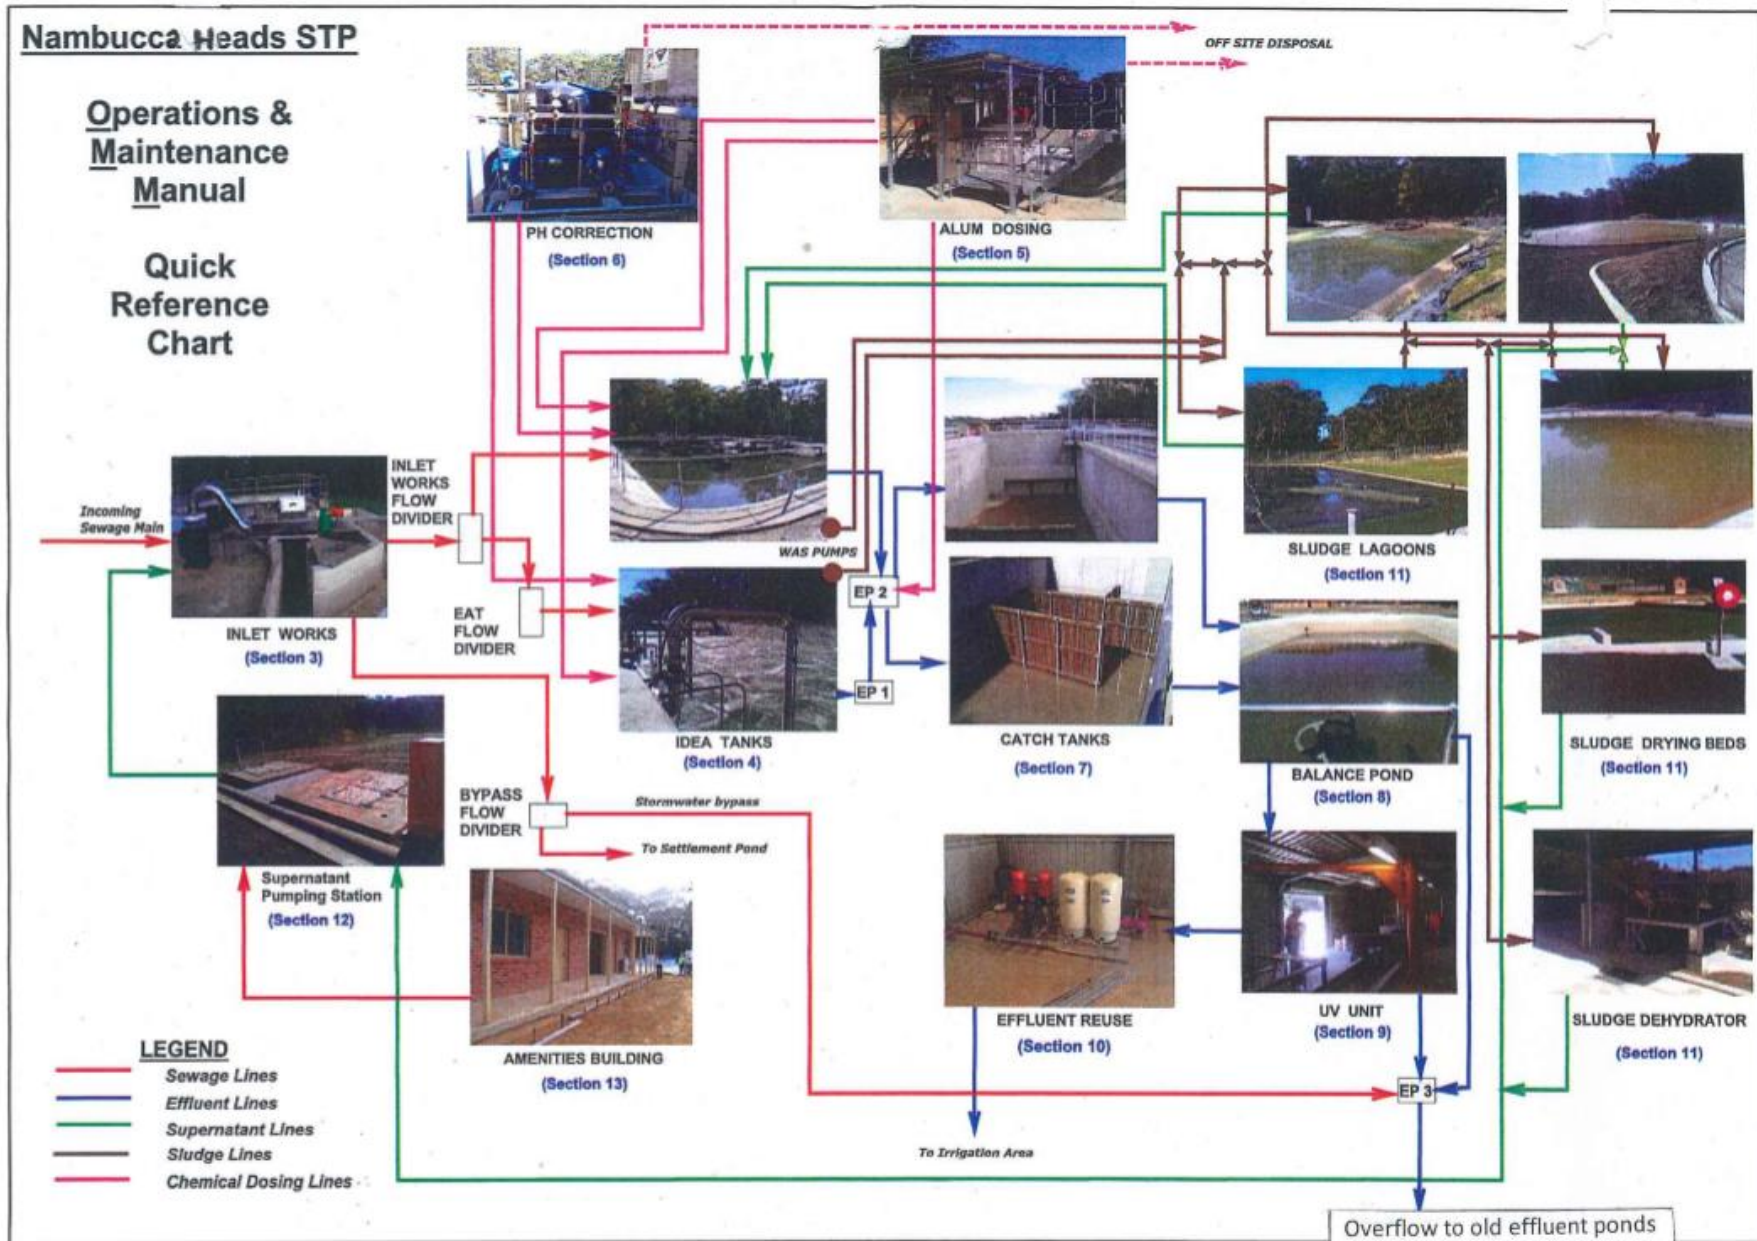 Nambucca Heads STP
Operations &
Maintenance
Manual
Quick
Reference
Chart
OFF SITE DISPOSAL
PH CORRECTION
(Section 6)
ALUM DOSING
(Section 5)
INLET
WORKS
FLOW
DIVIDER
Incoming
Sewage Main
WAS PUMPS
SLUDGE LAGOONS
(Section 11)
EP 2
INLET WORKS
(Section 3)
EAT
FLOW
DIVIDER
EP 1
IDEA TANKS
(Section 4)
CATCH TANKS
(Section 7)
SLUDGE DRYING BEDS
(Section 11)
BALANCE POND
(Section 8)
BYPASS
FLOW
DIVIDER
Stormwater bypass
To Settlement Pond
Supernatant
Pumping Station
(Section 12)
EFFLUENT REUSE
(Section 10)
UV UNIT
(Section 9)
SLUDGE DEHYDRATOR
(Section 11)
AMENITIES BUILDING
(Section 13)
EP 3
LEGEND
Sewage Lines
Effluent Lines
Supernatant Lines
Sludge Lines
Chemical Dosing Lines
To Irrigation Area
Overflow to old effluent ponds